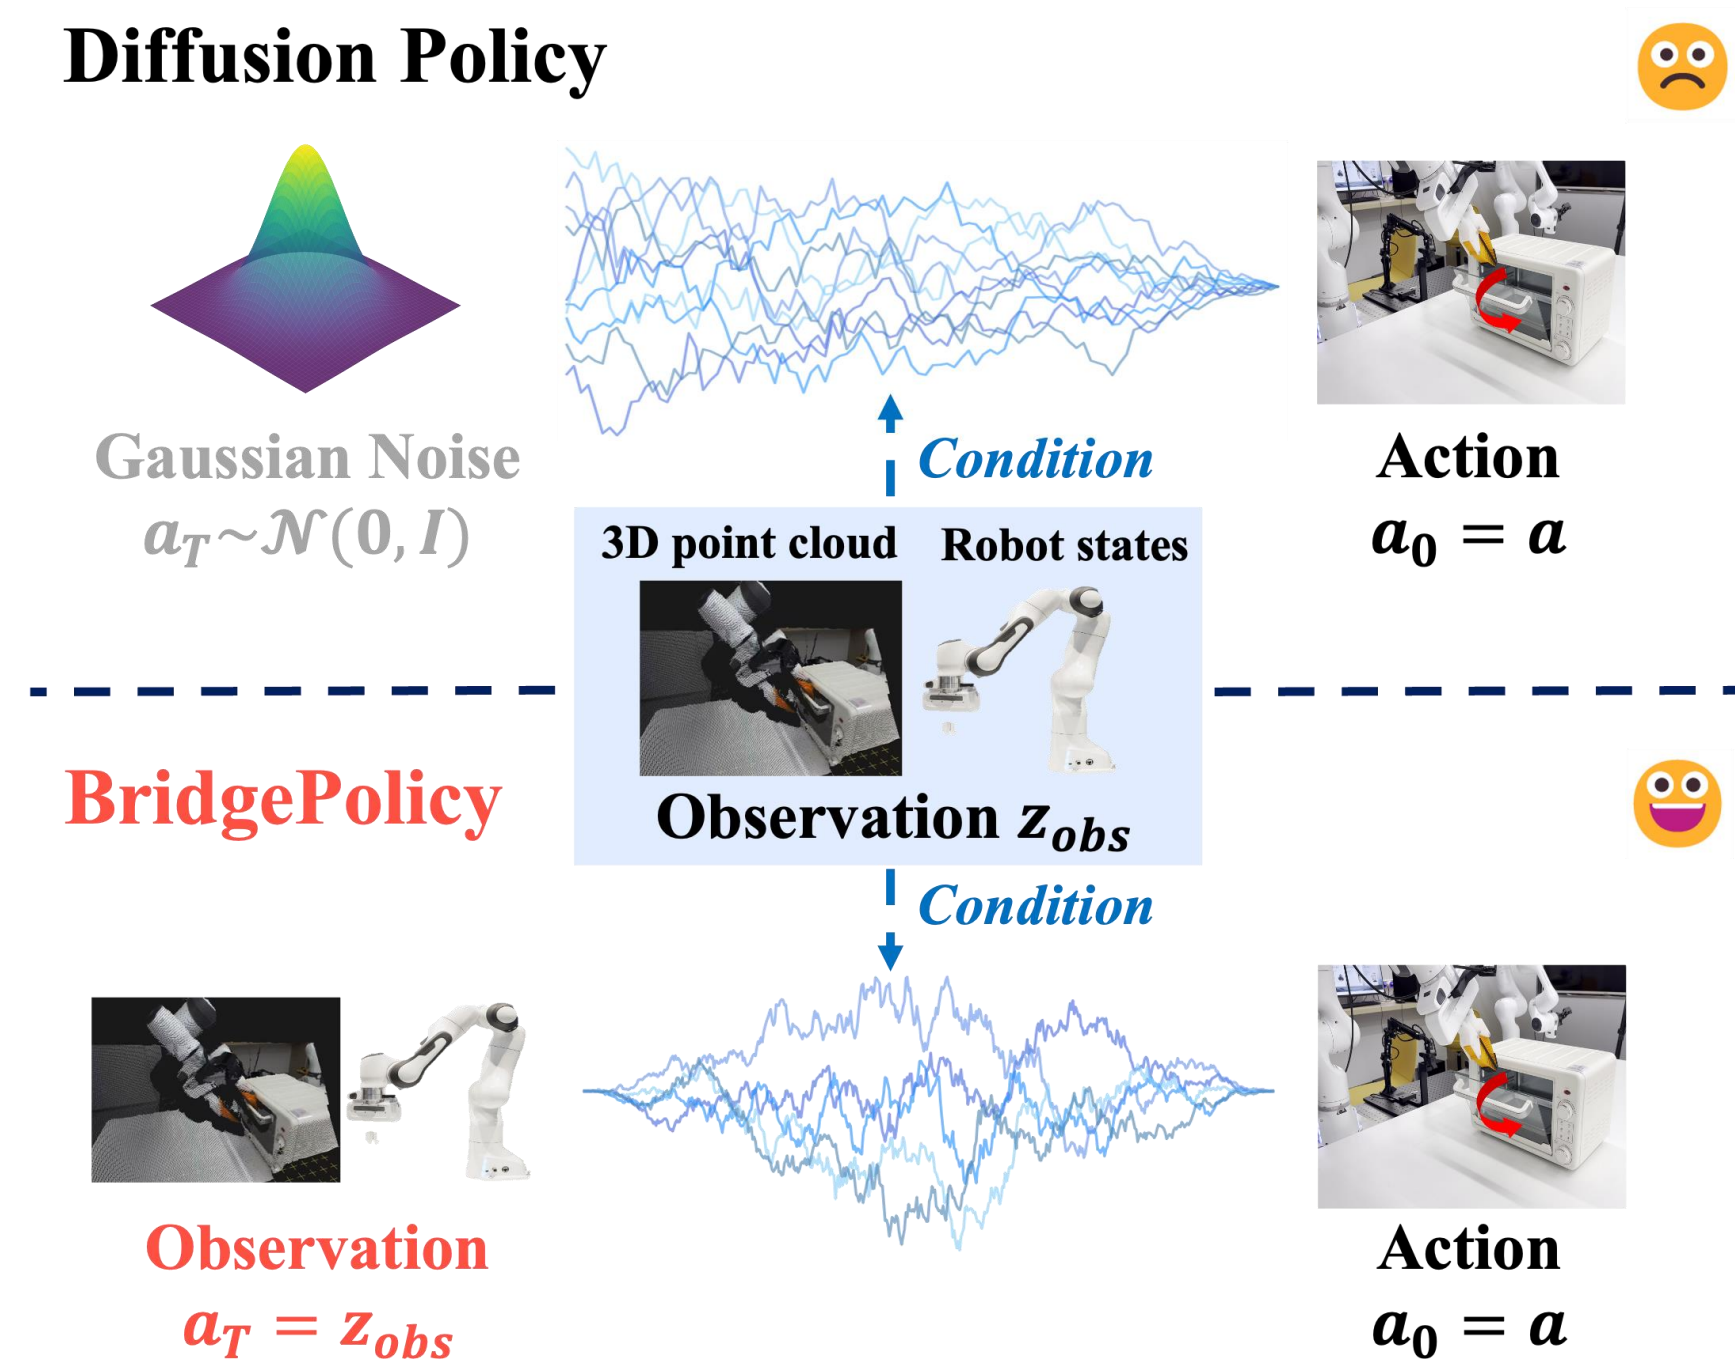 Diffusion Policy
Gaussian Noise
a_T ~ 𝒩(0, I)
Condition
Action
a_0 = a
3D point cloud
Robot states
Observation z_obs
BridgePolicy
Condition
Observation
a_T = z_obs
Action
a_0 = a